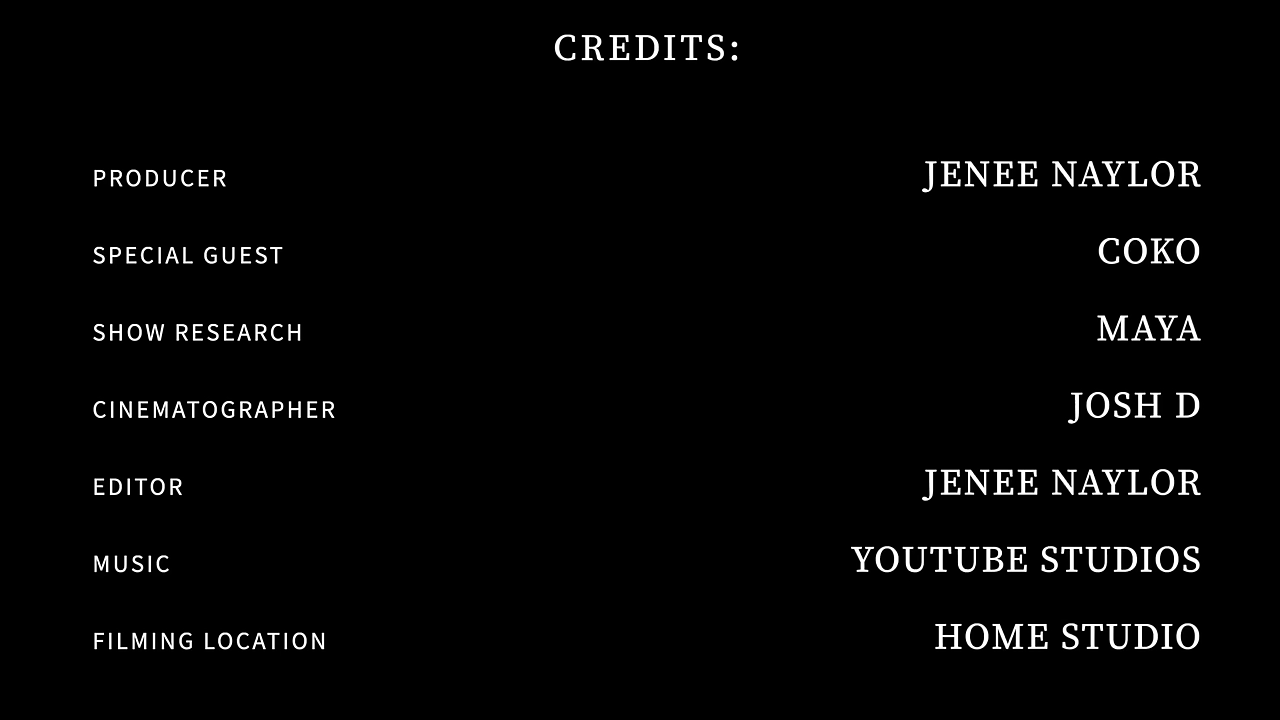 CREDITS:
PRODUCER JENEE NAYLOR
SPECIAL GUEST COKO
SHOW RESEARCH MAYA
CINEMATOGRAPHER JOSH D
EDITOR JENEE NAYLOR
MUSIC YOUTUBE STUDIOS
FILMING LOCATION HOME STUDIO